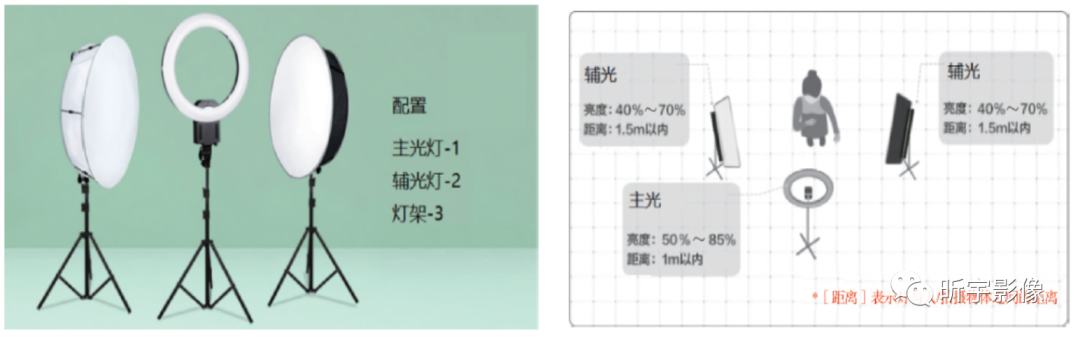 配置
主光灯-1
辅光灯-2
灯架-3
辅光
亮度：40%～70%
距离：1.5m以内
辅光
亮度：40%～70%
距离：1.5m以内
主光
亮度：50%～85%
距离：1m以内
*［距离］表示
距离
昕宇影像